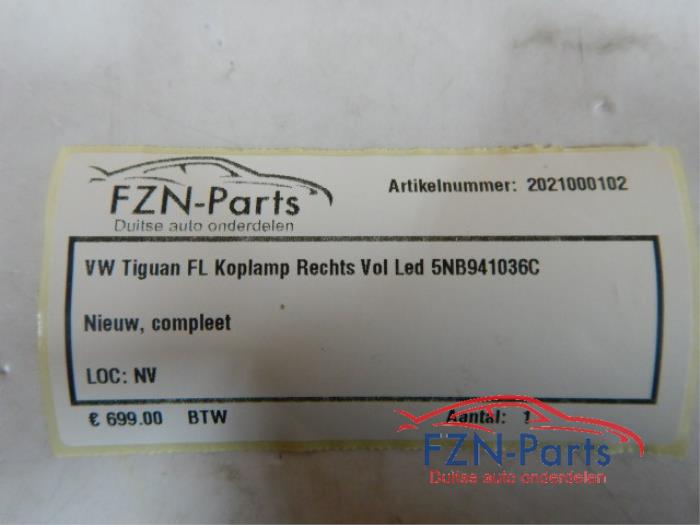 FZN-Parts
Duitse auto onderdelen
Artikelnummer: 2021000102
VW Tiguan FL Koplamp Rechts Vol Led 5NB941036C
Nieuw, compleet
LOC: NV
€ 699.00 BTW
Aantal: 1
FZN-Parts
Duitse auto onderdelen